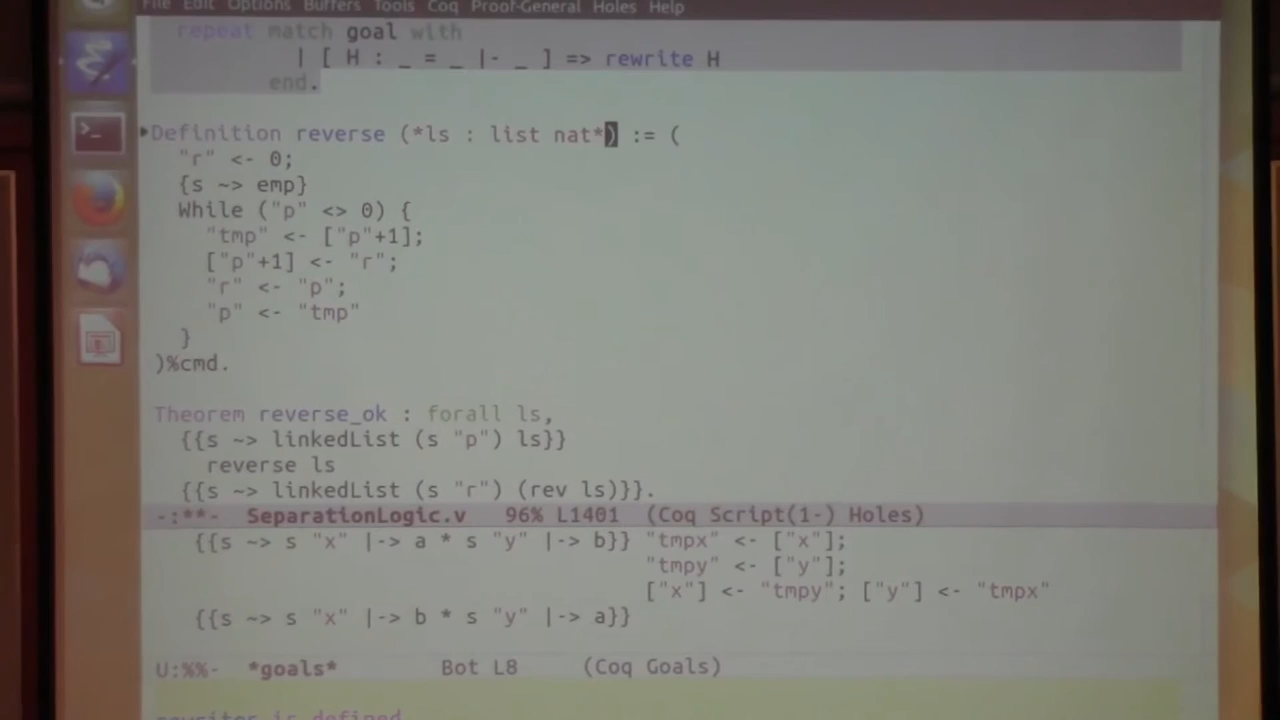 File Edit Options Buffers Tools Coq Proof-General Holes Help
repeat match goal with
| [ H : _ = _ |- _ ] => rewrite H
end.
Definition reverse (*ls : list nat*) := (
"r" <- 0;
{s ~> emp}
While ("p" <> 0) {
"tmp" <- ["p"+1];
["p"+1] <- "r";
"r" <- "p";
"p" <- "tmp"
}
)%cmd.
Theorem reverse_ok : forall ls,
{{s ~> linkedList (s "p") ls}}
reverse ls
{{s ~> linkedList (s "r") (rev ls)}}.
-:**- SeparationLogic.v 96% L1401 (Coq Script(1-) Holes)
{{s ~> s "x" |-> a * s "y" |-> b}} "tmpx" <- ["x"];
"tmpy" <- ["y"];
["x"] <- "tmpy"; ["y"] <- "tmpx"
{{s ~> s "x" |-> b * s "y" |-> a}}
U:%%- *goals* Bot L8 (Coq Goals)
rewriter is defined